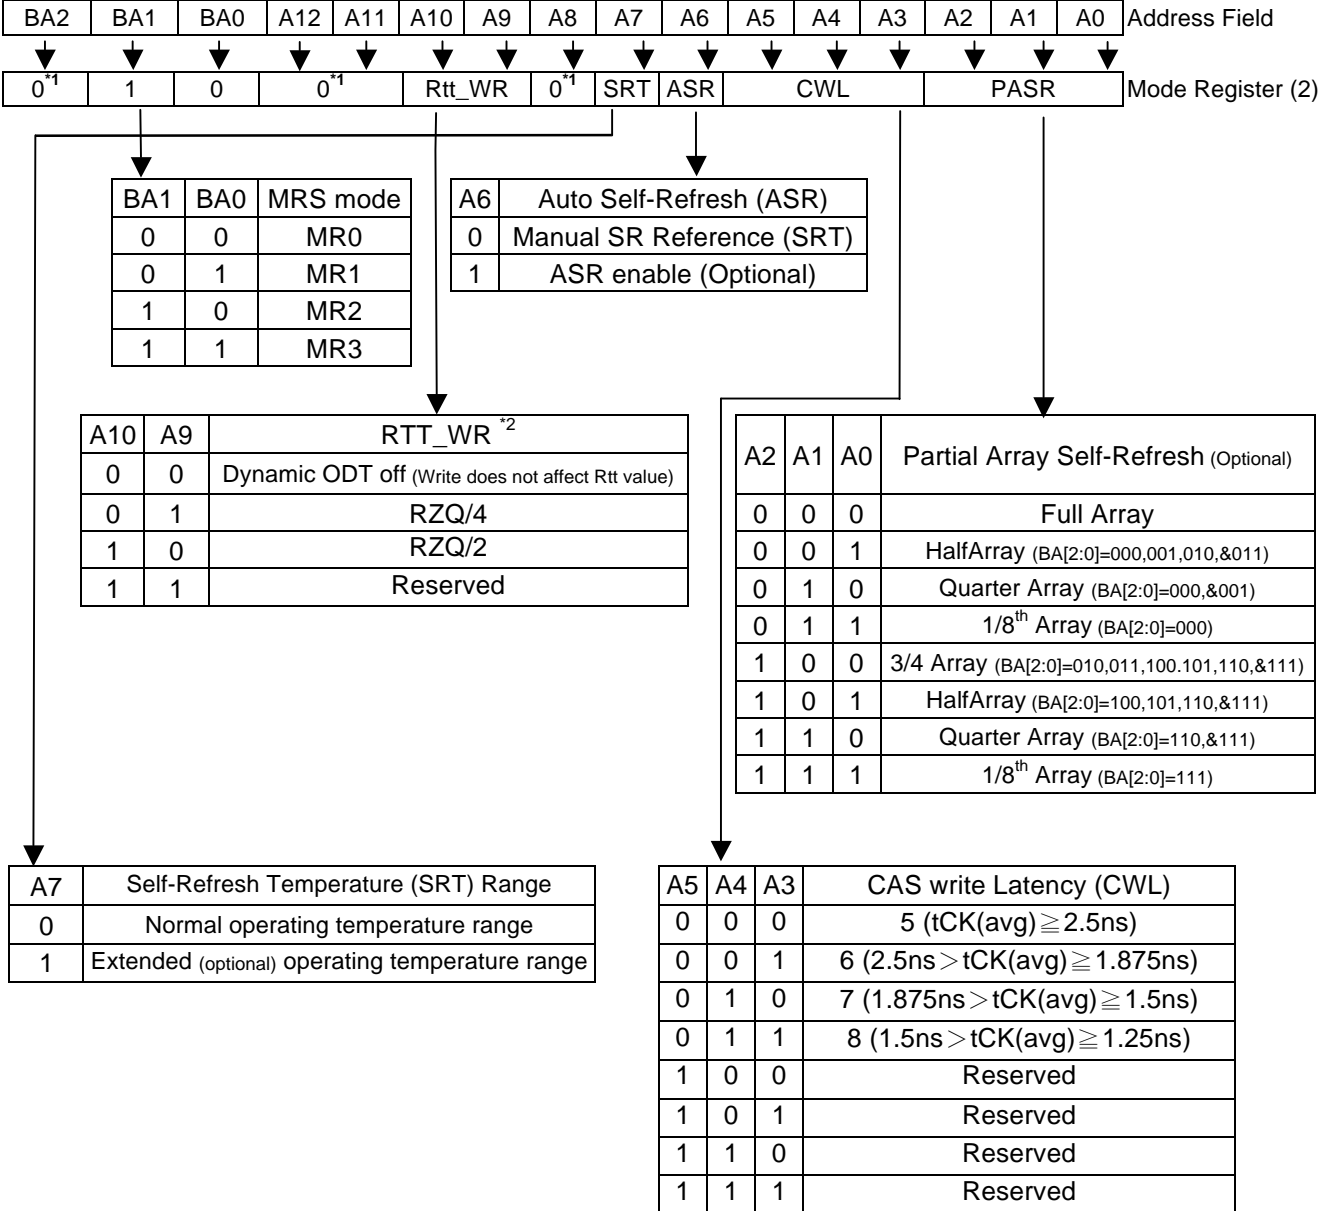 BA2 BA1 BA0 A12 A11 A10 A9 A8 A7 A6 A5 A4 A3 A2 A1 A0 Address Field
0*1 1 0 0*1 Rtt_WR 0*1 SRT ASR CWL PASR Mode Register (2)
BA1 BA0 MRS mode
0 0 MR0
0 1 MR1
1 0 MR2
1 1 MR3
A6 Auto Self-Refresh (ASR)
0 Manual SR Reference (SRT)
1 ASR enable (Optional)
A10 A9 RTT_WR *2
0 0 Dynamic ODT off (Write does not affect Rtt value)
0 1 RZQ/4
1 0 RZQ/2
1 1 Reserved
A2 A1 A0 Partial Array Self-Refresh (Optional)
0 0 0 Full Array
0 0 1 HalfArray (BA[2:0]=000,001,010,&011)
0 1 0 Quarter Array (BA[2:0]=000,&001)
0 1 1 1/8th Array (BA[2:0]=000)
1 0 0 3/4 Array (BA[2:0]=010,011,100.101,110,&111)
1 0 1 HalfArray (BA[2:0]=100,101,110,&111)
1 1 0 Quarter Array (BA[2:0]=110,&111)
1 1 1 1/8th Array (BA[2:0]=111)
A7 Self-Refresh Temperature (SRT) Range
0 Normal operating temperature range
1 Extended (optional) operating temperature range
A5 A4 A3 CAS write Latency (CWL)
0 0 0 5 (tCK(avg)≧2.5ns)
0 0 1 6 (2.5ns＞tCK(avg)≧1.875ns)
0 1 0 7 (1.875ns＞tCK(avg)≧1.5ns)
0 1 1 8 (1.5ns＞tCK(avg)≧1.25ns)
1 0 0 Reserved
1 0 1 Reserved
1 1 0 Reserved
1 1 1 Reserved